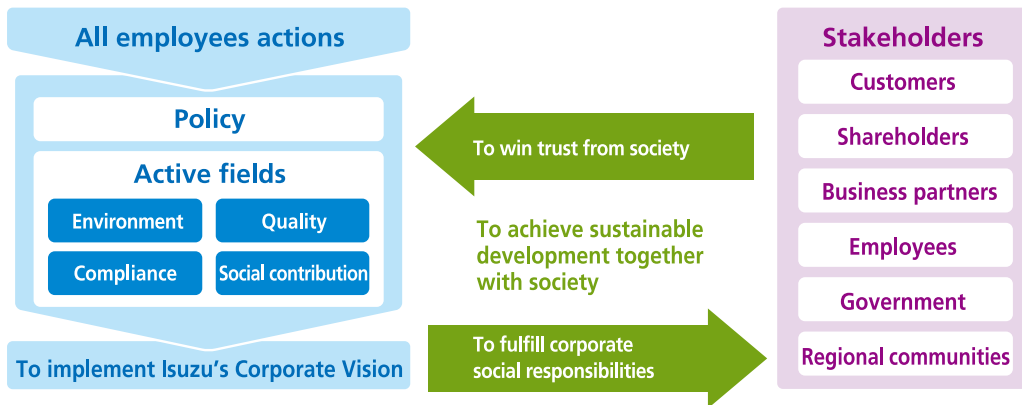 All employees actions
Policy
Active fields
Environment
Quality
Compliance
Social contribution
To implement Isuzu's Corporate Vision
To win trust from society
To achieve sustainable
development together
with society
To fulfill corporate
social responsibilities
Stakeholders
Customers
Shareholders
Business partners
Employees
Government
Regional communities